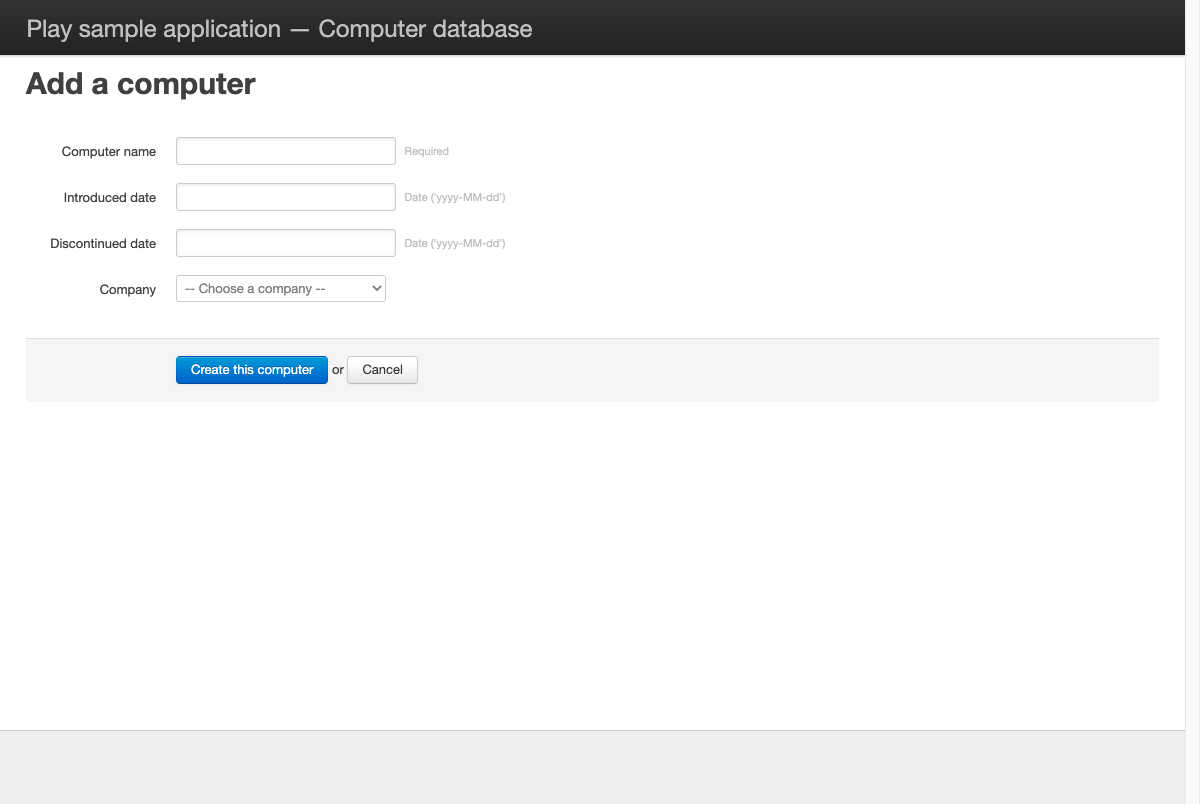 Play sample application — Computer database
Add a computer
Computer name Required
Introduced date Date ('yyyy-MM-dd')
Discontinued date Date ('yyyy-MM-dd')
Company -- Choose a company --
Create this computer or Cancel